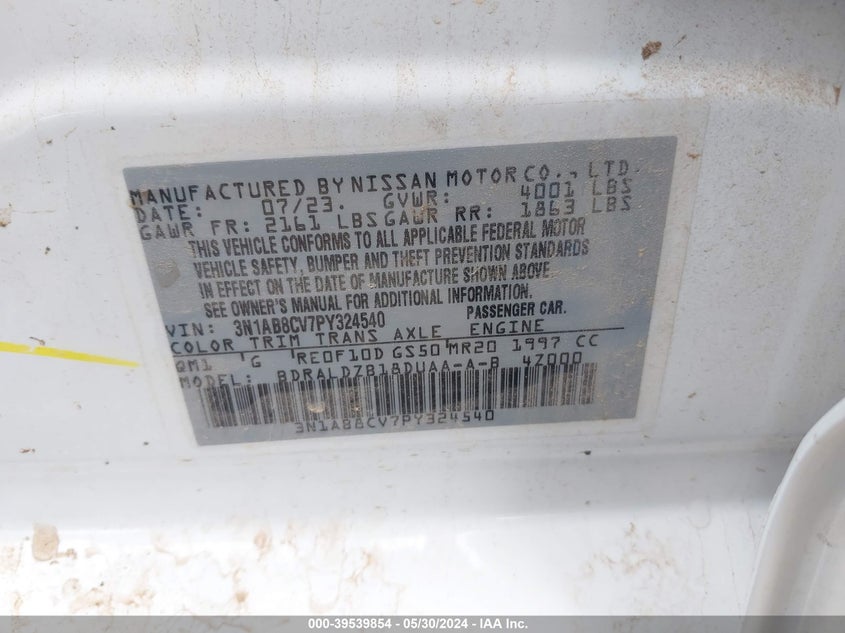 MANUFACTURED BY NISSAN MOTOR CO., LTD.
DATE: 07/23. GVWR: 4001 LBS
GAWR FR: 2161 LBS GAWR RR: 1863 LBS
THIS VEHICLE CONFORMS TO ALL APPLICABLE FEDERAL MOTOR
VEHICLE SAFETY, BUMPER AND THEFT PREVENTION STANDARDS
IN EFFECT ON THE DATE OF MANUFACTURE SHOWN ABOVE.
SEE OWNER'S MANUAL FOR ADDITIONAL INFORMATION.
VIN: 3N1AB8CV7PY324540 PASSENGER CAR.
COLOR TRIM TRANS AXLE ENGINE
QM1 'G 'RE0F10D GS50 'MR20 1997 CC
MODEL: BDRALDZB18DUAA-A-B 4Z000
3N1AB8CV7PY324540
000-39539854 - 05/30/2024 - IAA Inc.